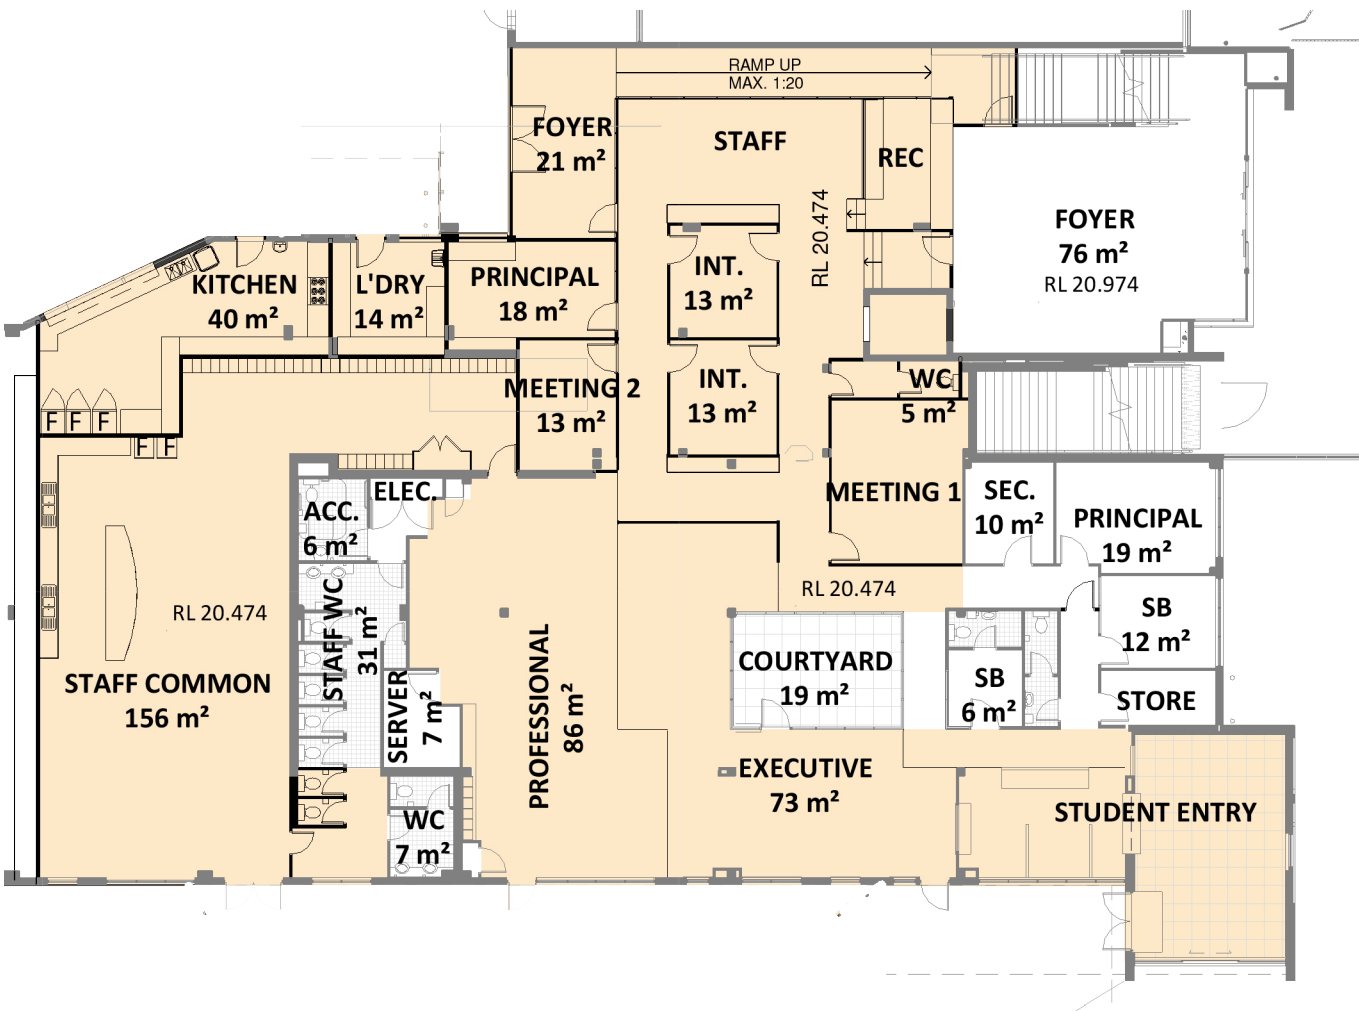 RAMP UP
MAX. 1:20
FOYER
21 m²
STAFF
REC
RL 20.474
FOYER
76 m²
RL 20.974
KITCHEN
40 m²
L'DRY
14 m²
PRINCIPAL
18 m²
INT.
13 m²
MEETING 2
13 m²
INT.
13 m²
WC
5 m²
F F F
F F
ACC.
6 m²
ELEC.
MEETING 1
SEC.
10 m²
PRINCIPAL
19 m²
RL 20.474
RL 20.474
SB
12 m²
STAFF WC
31 m²
STAFF COMMON
156 m²
SERVER
7 m²
PROFESSIONAL
86 m²
COURTYARD
19 m²
SB
6 m²
STORE
EXECUTIVE
73 m²
STUDENT ENTRY
WC
7 m²